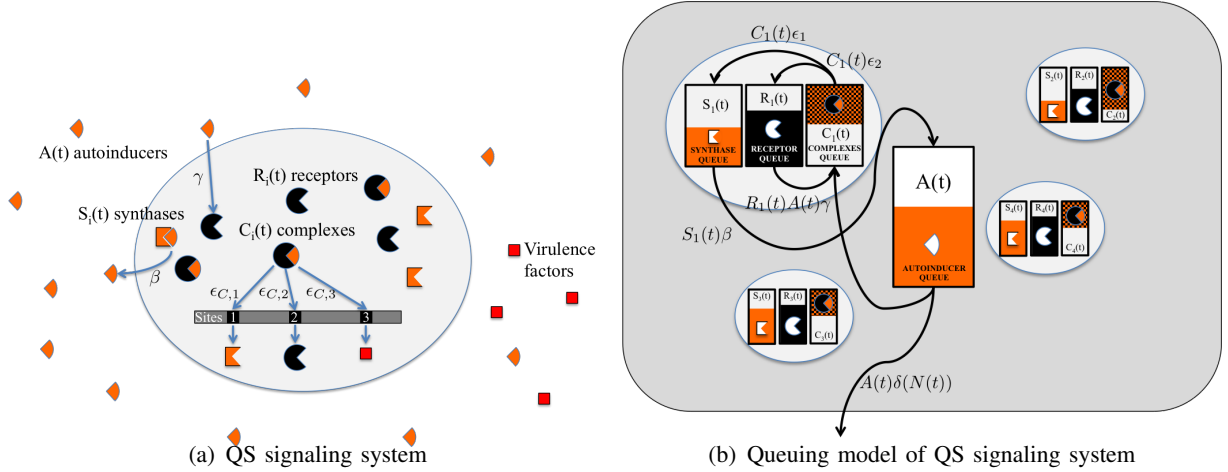 A(t) autoinducers
γ
R_i(t) receptors
S_i(t) synthases
C_i(t) complexes
β
Virulence
factors
ϵ_{C,1}
ϵ_{C,2}
ϵ_{C,3}
Sites
1
2
3
(a) QS signaling system
C_1(t)ϵ_1
C_1(t)ϵ_2
S_1(t)
R_1(t)
C_1(t)
SYNTHASE
QUEUE
RECEPTOR
QUEUE
COMPLEXES
QUEUE
R_1(t)A(t)γ
S_1(t)β
A(t)
AUTOINDUCER
QUEUE
S_2(t)
R_2(t)
C_2(t)
S_4(t)
R_4(t)
C_4(t)
S_3(t)
R_3(t)
C_3(t)
A(t)δ(N(t))
(b) Queuing model of QS signaling system